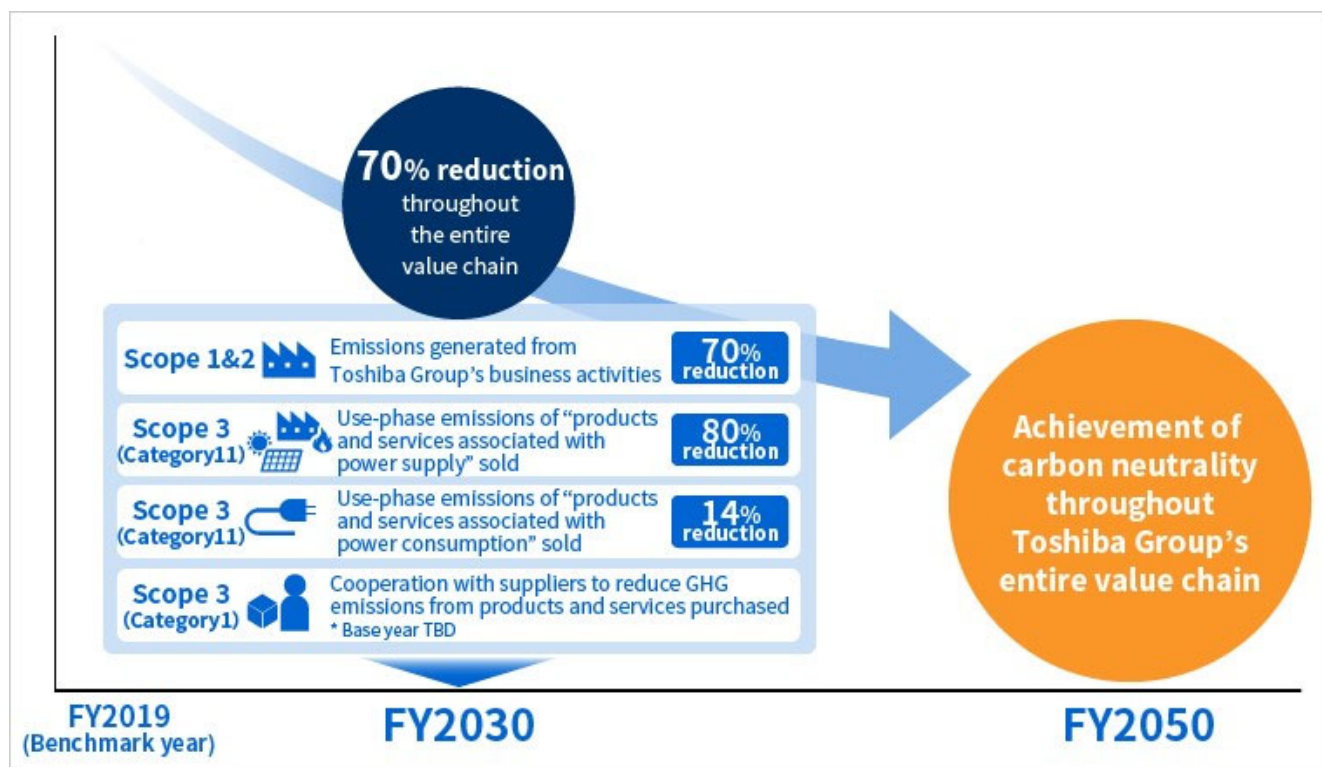 70% reduction
throughout
the entire
value chain
Scope 1&2
Emissions generated from
Toshiba Group's business activities
70%
reduction
Scope 3
(Category11)
Use-phase emissions of "products
and services associated with
power supply" sold
80%
reduction
Scope 3
(Category11)
Use-phase emissions of "products
and services associated with
power consumption" sold
14%
reduction
Scope 3
(Category1)
Cooperation with suppliers to reduce GHG
emissions from products and services purchased
* Base year TBD
Achievement of
carbon neutrality
throughout
Toshiba Group's
entire value chain
FY2019
(Benchmark year)
FY2030
FY2050